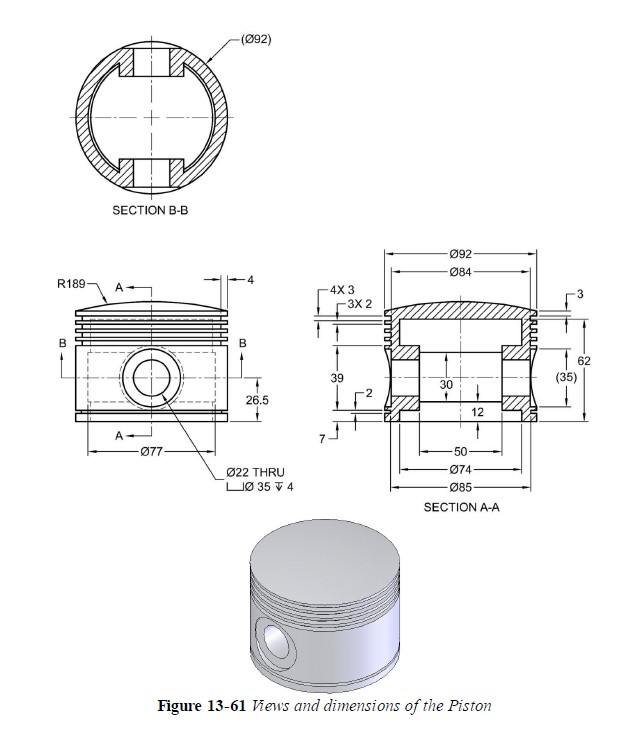 (Ø92)
SECTION B-B
R189
A
4
B
B
26.5
A
Ø77
Ø22 THRU
⌴Ø 35 ↧ 4
Ø92
Ø84
4X 3
3X 2
3
39
30
62
(35)
2
12
7
50
Ø74
Ø85
SECTION A-A
Figure 13-61 Views and dimensions of the Piston